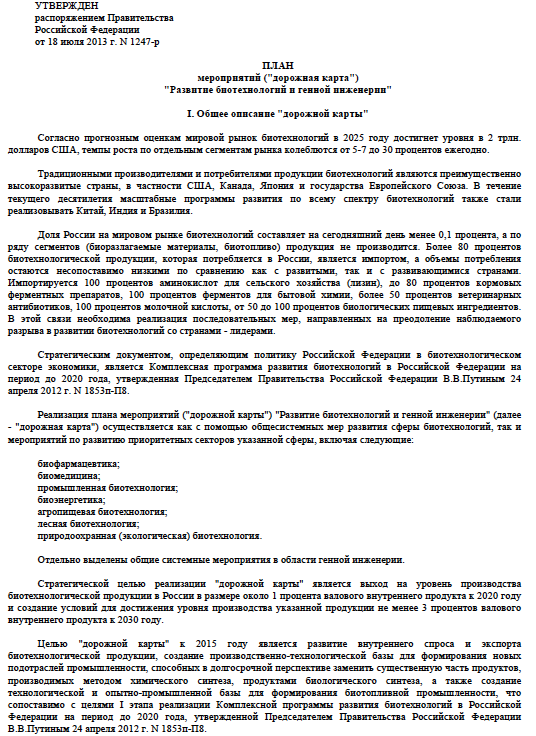 УТВЕРЖДЕН
распоряжением Правительства
Российской Федерации
от 18 июля 2013 г. N 1247-р
ПЛАН
мероприятий ("дорожная карта")
"Развитие биотехнологий и генной инженерии"
I. Общее описание "дорожной карты"
Согласно прогнозным оценкам мировой рынок биотехнологий в 2025 году достигнет уровня в 2 трлн.
долларов США, темпы роста по отдельным сегментам рынка колеблются от 5-7 до 30 процентов ежегодно.
Традиционными производителями и потребителями продукции биотехнологий являются преимущественно
высокоразвитые страны, в частности США, Канада, Япония и государства Европейского Союза. В течение
текущего десятилетия масштабные программы развития по всему спектру биотехнологий также стали
реализовывать Китай, Индия и Бразилия.
Доля России на мировом рынке биотехнологий составляет на сегодняшний день менее 0,1 процента, а по
ряду сегментов (биоразлагаемые материалы, биотопливо) продукция не производится. Более 80 процентов
биотехнологической продукции, которая потребляется в России, является импортом, а объемы потребления
остаются несопоставимо низкими по сравнению как с развитыми, так и с развивающимися странами.
Импортируется 100 процентов аминокислот для сельского хозяйства (лизин), до 80 процентов кормовых
ферментных препаратов, 100 процентов ферментов для бытовой химии, более 50 процентов ветеринарных
антибиотиков, 100 процентов молочной кислоты, от 50 до 100 процентов биологических пищевых ингредиентов.
В этой связи необходима реализация последовательных мер, направленных на преодоление наблюдаемого
разрыва в развитии биотехнологий со странами - лидерами.
Стратегическим документом, определяющим политику Российской Федерации в биотехнологическом
секторе экономики, является Комплексная программа развития биотехнологий в Российской Федерации на
период до 2020 года, утвержденная Председателем Правительства Российской Федерации В.В.Путиным 24
апреля 2012 г. N 1853п-П8.
Реализация плана мероприятий ("дорожной карты") "Развитие биотехнологий и генной инженерии" (далее
- "дорожная карта") осуществляется как с помощью общесистемных мер развития сферы биотехнологий, так и
мероприятий по развитию приоритетных секторов указанной сферы, включая следующие:
биофармацевтика;
биомедицина;
промышленная биотехнология;
биоэнергетика;
агропищевая биотехнология;
лесная биотехнология;
природоохранная (экологическая) биотехнология.
Отдельно выделены общие системные мероприятия в области генной инженерии.
Стратегической целью реализации "дорожной карты" является выход на уровень производства
биотехнологической продукции в России в размере около 1 процента валового внутреннего продукта к 2020 году
и создание условий для достижения уровня производства указанной продукции не менее 3 процентов валового
внутреннего продукта к 2030 году.
Целью "дорожной карты" к 2015 году является развитие внутреннего спроса и экспорта
биотехнологической продукции, создание производственно-технологической базы для формирования новых
подотраслей промышленности, способных в долгосрочной перспективе заменить существенную часть продуктов,
производимых методом химического синтеза, продуктами биологического синтеза, а также создание
технологической и опытно-промышленной базы для формирования биотопливной промышленности, что
сопоставимо с целями I этапа реализации Комплексной программы развития биотехнологий в Российской
Федерации на период до 2020 года, утвержденной Председателем Правительства Российской Федерации
В.В.Путиным 24 апреля 2012 г. N 1853п-П8.